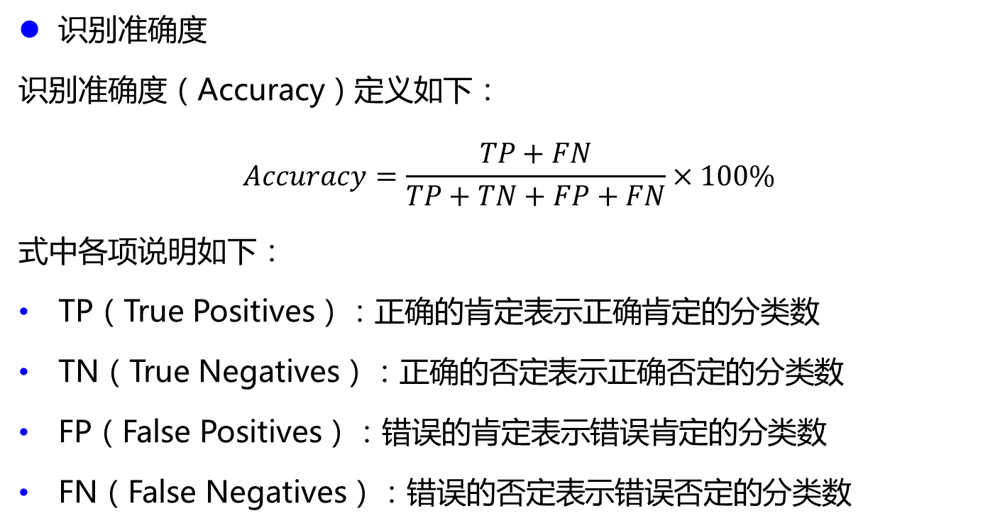 ● 识别准确度
识别准确度（Accuracy）定义如下：
Accuracy = (TP + FN) / (TP + TN + FP + FN) × 100%
式中各项说明如下：
• TP（True Positives）：正确的肯定表示正确肯定的分类数
• TN（True Negatives）：正确的否定表示正确否定的分类数
• FP（False Positives）：错误的肯定表示错误肯定的分类数
• FN（False Negatives）：错误的否定表示错误否定的分类数